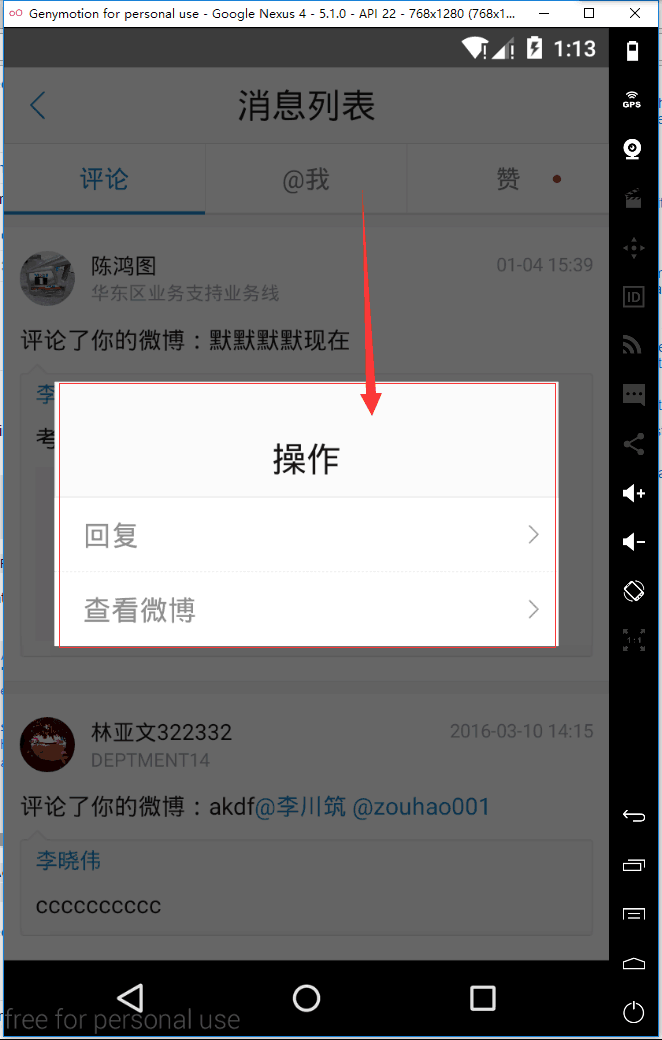 Genymotion for personal use - Google Nexus 4 - 5.1.0 - API 22 - 768x1280 (768x1...
1:13
GPS
消息列表
评论
@我
赞
ID
陈鸿图
01-04 15:39
华东区业务支持业务线
评论了你的微博：默默默默现在
李
考
操作
回复
查看微博
1:1
林亚文322332
2016-03-10 14:15
DEPTMENT14
评论了你的微博：akdf@李川筑 @zouhao001
李晓伟
cccccccccc
free for personal use